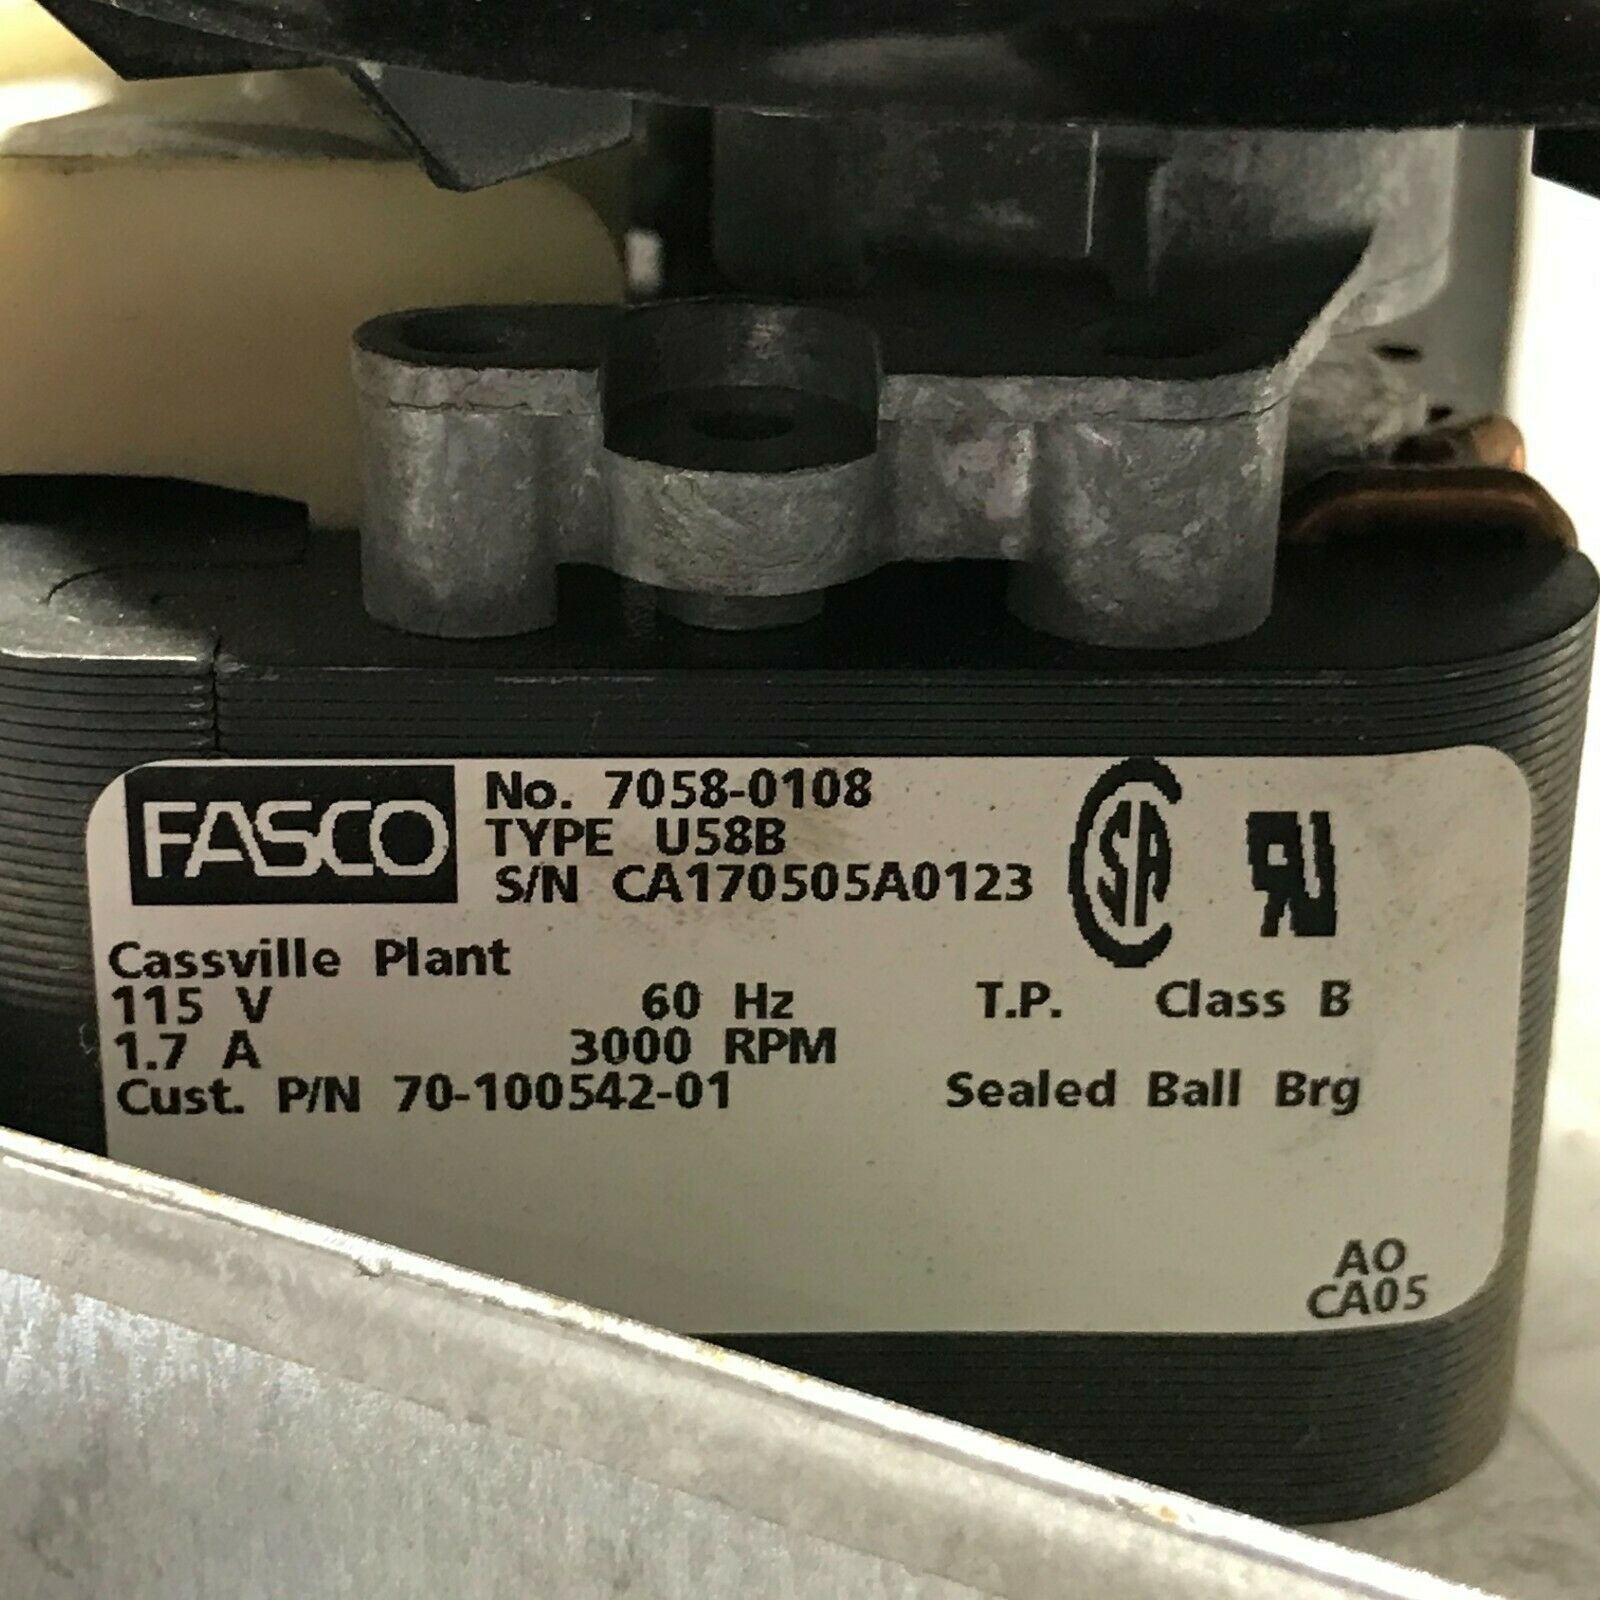 FASCO
No. 7058-0108
TYPE U58B
S/N CA170505A0123
Cassville Plant
115 V 60 Hz T.P. Class B
1.7 A 3000 RPM
Cust. P/N 70-100542-01 Sealed Ball Brg
AO
CA05